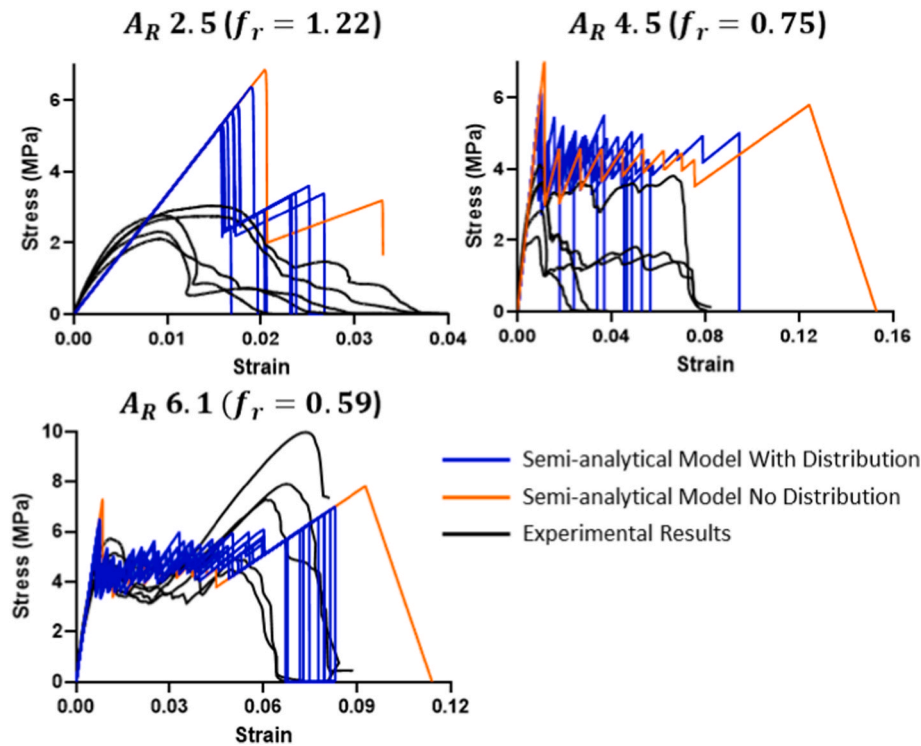 A_R 2.5 (f_r = 1.22)
Stress (MPa)
6
4
2
0
0.00 0.01 0.02 0.03 0.04
Strain
A_R 4.5 (f_r = 0.75)
Stress (MPa)
6
4
2
0
0.00 0.04 0.08 0.12 0.16
Strain
A_R 6.1 (f_r = 0.59)
Stress (MPa)
10
8
6
4
2
0
0.00 0.03 0.06 0.09 0.12
Strain
Semi-analytical Model With Distribution
Semi-analytical Model No Distribution
Experimental Results